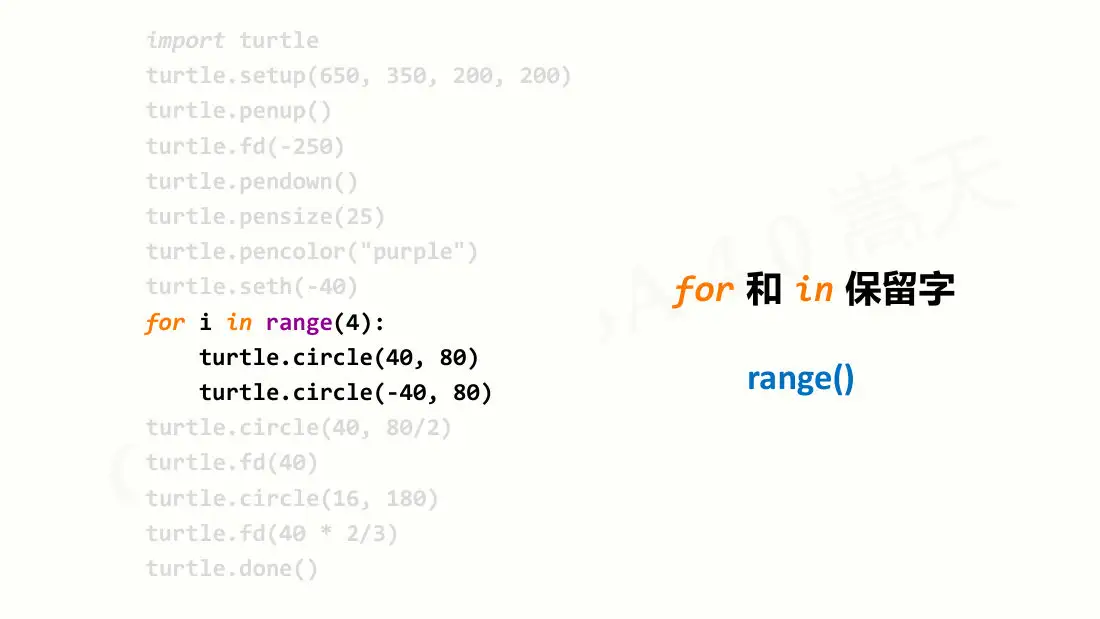 import turtle
turtle.setup(650, 350, 200, 200)
turtle.penup()
turtle.fd(-250)
turtle.pendown()
turtle.pensize(25)
turtle.pencolor("purple")
turtle.seth(-40)
for i in range(4):
    turtle.circle(40, 80)
    turtle.circle(-40, 80)
turtle.circle(40, 80/2)
turtle.fd(40)
turtle.circle(16, 180)
turtle.fd(40 * 2/3)
turtle.done()
for 和 in 保留字
range()
嵩天